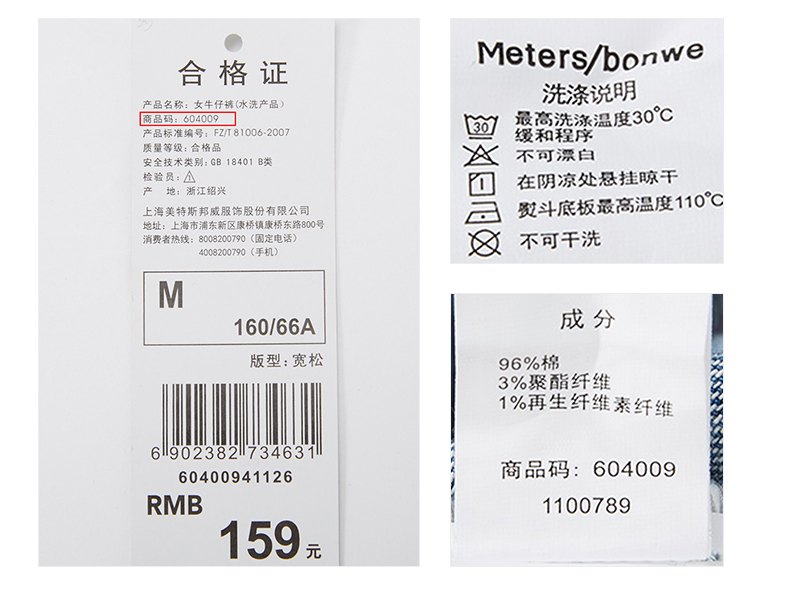 合格证
产品名称：女牛仔裤(水洗产品)
商品码：604009
产品标准编号：FZ/T 81006-2007
质量等级：合格品
安全技术类别：GB 18401 B类
检验员：1
产 地：浙江绍兴
上海美特斯邦威服饰股份有限公司
地址：上海市浦东新区康桥镇康桥东路800号
消费者热线：8008200790（固定电话）
4008200790（手机）
M
160/66A
版型：宽松
6 902382 734631
60400941126
RMB
159元
Meters/bonwe
洗涤说明
30
最高洗涤温度30℃
缓和程序
不可漂白
在阴凉处悬挂晾干
熨斗底板最高温度110℃
不可干洗
成分
96%棉
3%聚酯纤维
1%再生纤维素纤维
商品码：604009
1100789